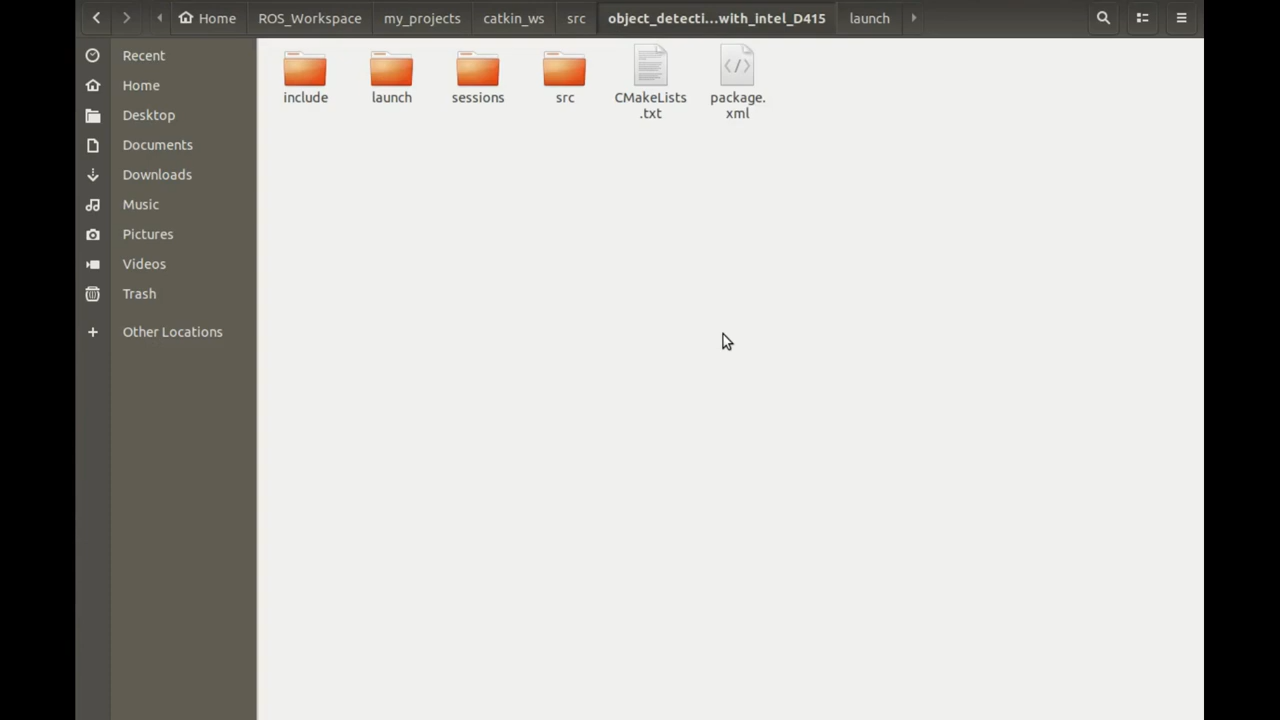 Home ROS_Workspace my_projects catkin_ws src object_detecti...with_intel_D415 launch
Recent
Home
Desktop
Documents
Downloads
Music
Pictures
Videos
Trash
Other Locations
include launch sessions src CMakeLists package.
.txt xml